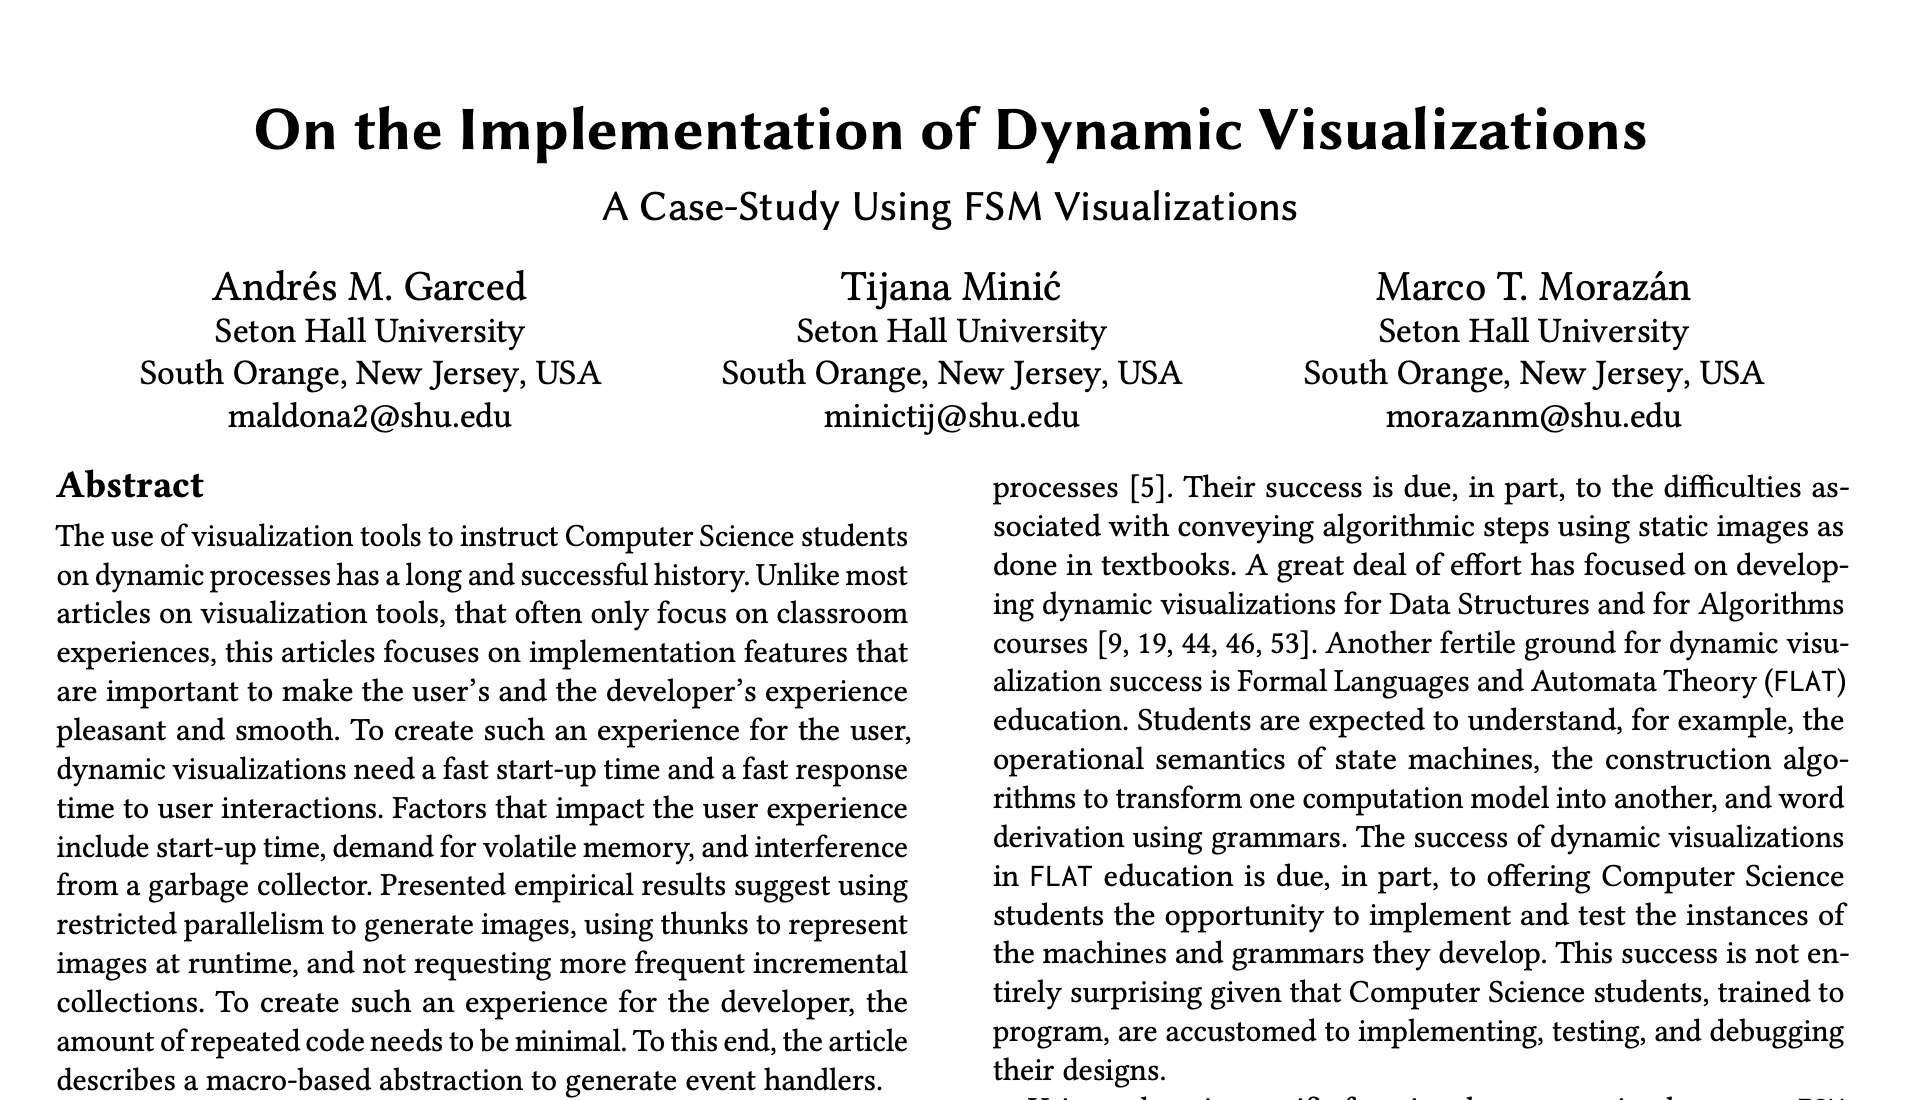 On the Implementation of Dynamic Visualizations
A Case-Study Using FSM Visualizations
Andrés M. Garced
Seton Hall University
South Orange, New Jersey, USA
maldona2@shu.edu
Tijana Minić
Seton Hall University
South Orange, New Jersey, USA
minictij@shu.edu
Marco T. Morazán
Seton Hall University
South Orange, New Jersey, USA
morazanm@shu.edu
Abstract
The use of visualization tools to instruct Computer Science students
on dynamic processes has a long and successful history. Unlike most
articles on visualization tools, that often only focus on classroom
experiences, this articles focuses on implementation features that
are important to make the user's and the developer's experience
pleasant and smooth. To create such an experience for the user,
dynamic visualizations need a fast start-up time and a fast response
time to user interactions. Factors that impact the user experience
include start-up time, demand for volatile memory, and interference
from a garbage collector. Presented empirical results suggest using
restricted parallelism to generate images, using thunks to represent
images at runtime, and not requesting more frequent incremental
collections. To create such an experience for the developer, the
amount of repeated code needs to be minimal. To this end, the article
describes a macro-based abstraction to generate event handlers.
processes [5]. Their success is due, in part, to the difficulties as-
sociated with conveying algorithmic steps using static images as
done in textbooks. A great deal of effort has focused on develop-
ing dynamic visualizations for Data Structures and for Algorithms
courses [9, 19, 44, 46, 53]. Another fertile ground for dynamic visu-
alization success is Formal Languages and Automata Theory (FLAT)
education. Students are expected to understand, for example, the
operational semantics of state machines, the construction algo-
rithms to transform one computation model into another, and word
derivation using grammars. The success of dynamic visualizations
in FLAT education is due, in part, to offering Computer Science
students the opportunity to implement and test the instances of
the machines and grammars they develop. This success is not en-
tirely surprising given that Computer Science students, trained to
program, are accustomed to implementing, testing, and debugging
their designs.